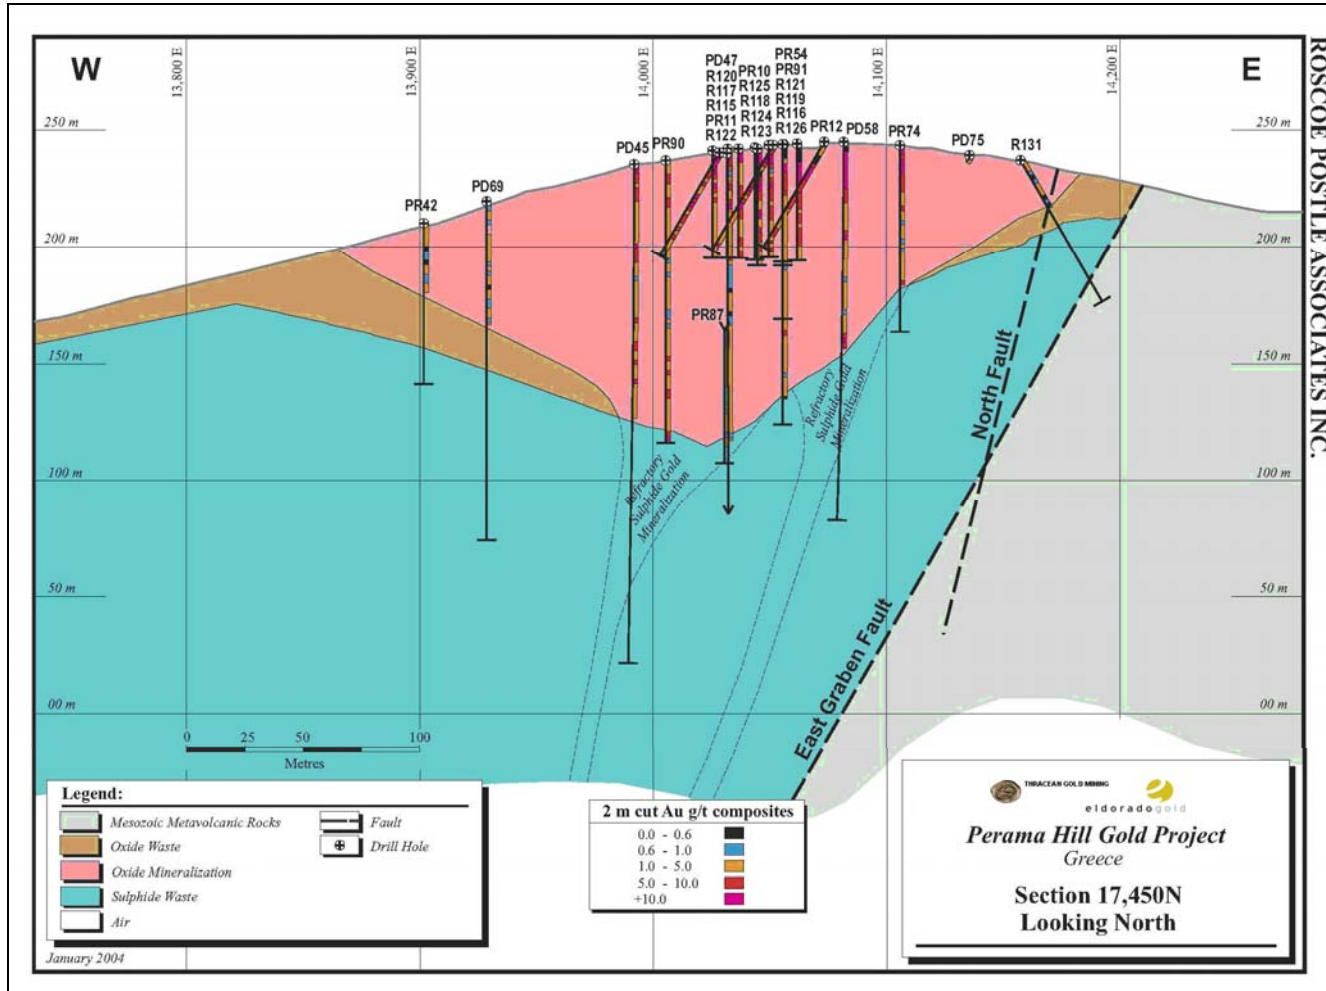 ROSCOE POSTLE ASSOCIATES INC.
W
E
13,800 E
13,900 E
14,000 E
14,100 E
14,200 E
250 m
200 m
150 m
100 m
50 m
00 m
250 m
200 m
150 m
100 m
50 m
00 m
PR42
PD69
PD45
PR90
PD47
R120
R117
R115
PR11
R122
PR10
R125
R118
R124
R123
PR54
PR91
R121
R119
R116
R126
PR12
PD58
PR74
PD75
R131
PR87
Refractory
Sulphide Gold
Mineralization
Refractory
Sulphide Gold
Mineralization
North Fault
East Graben Fault
0 25 50 100
Metres
Legend:
Mesozoic Metavolcanic Rocks
Oxide Waste
Oxide Mineralization
Sulphide Waste
Air
Fault
Drill Hole
January 2004
2 m cut Au g/t composites
0.0 - 0.6
0.6 - 1.0
1.0 - 5.0
5.0 - 10.0
+10.0
THRACEAN GOLD MINING
eldoradogold
Perama Hill Gold Project
Greece
Section 17,450N
Looking North